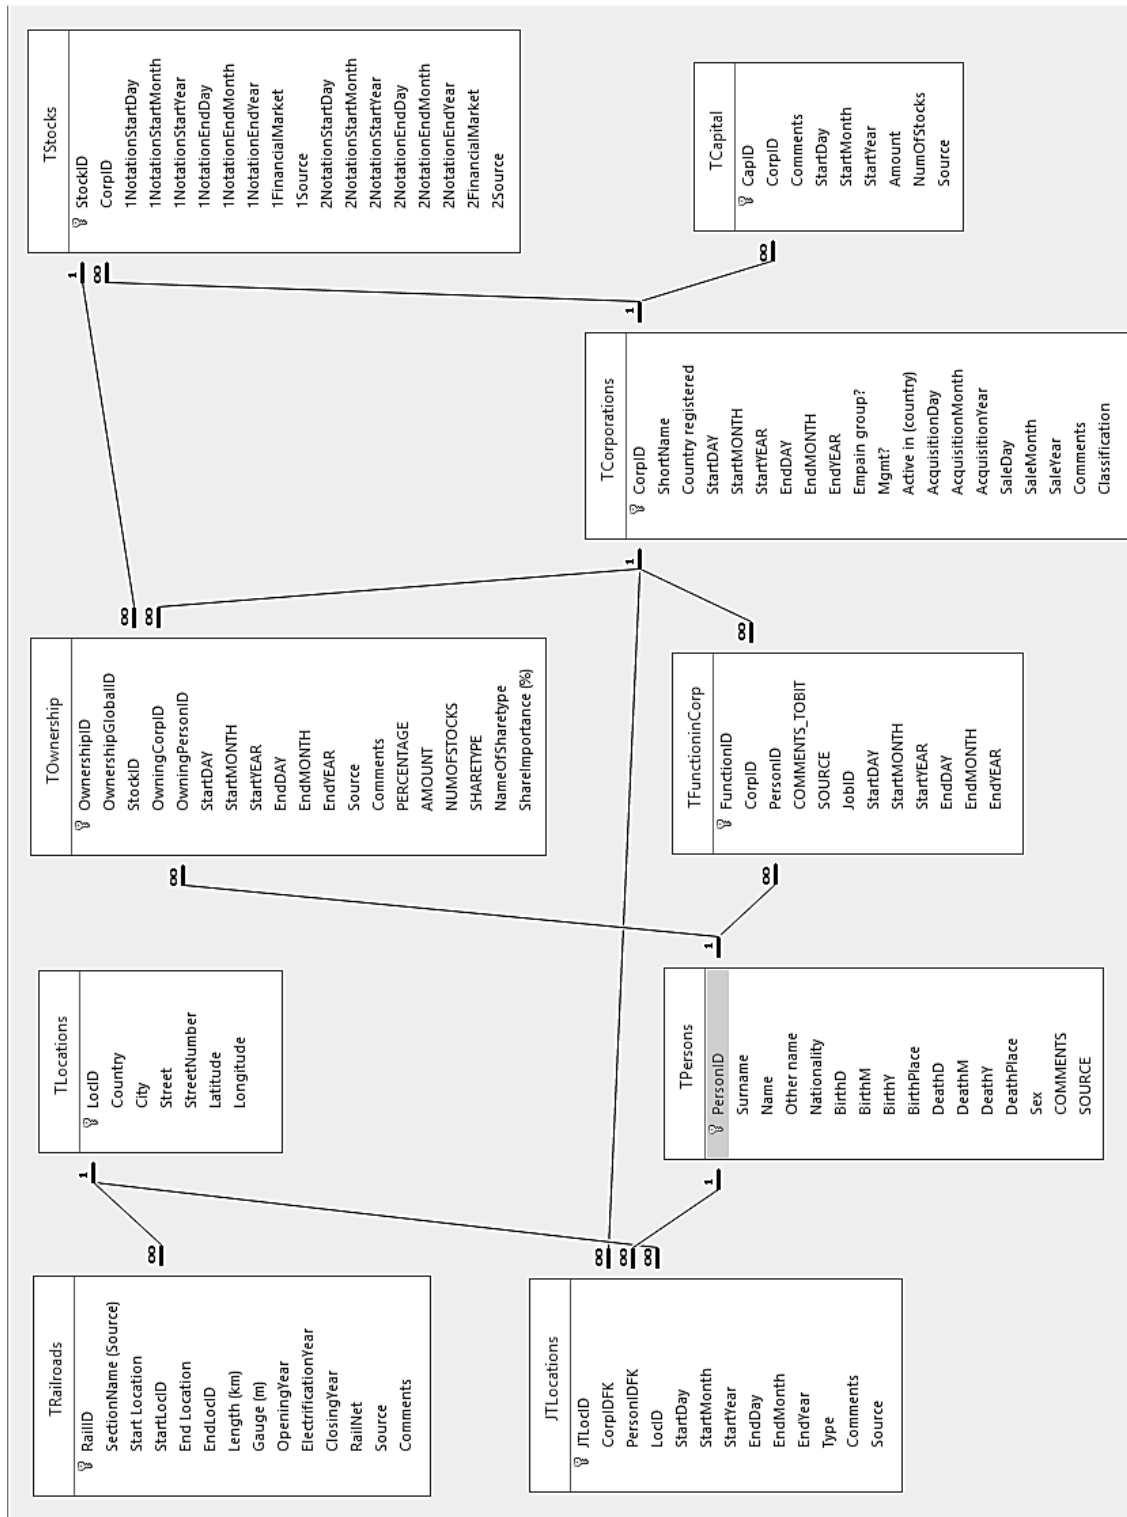 TRailroads
RailID
SectionName (Source)
Start Location
StartLocID
End Location
EndLocID
Length (km)
Gauge (m)
OpeningYear
ElectrificationYear
ClosingYear
RailNet
Source
Comments
∞
1
TLocations
LocID
Country
City
Street
StreetNumber
Latitude
Longitude
∞
TOwnership
OwnershipID
OwnershipGlobalID
StockID
OwningCorpID
OwningPersonID
StartDAY
StartMONTH
StartYEAR
EndDAY
EndMONTH
EndYEAR
Source
Comments
PERCENTAGE
AMOUNT
NUMOFSTOCKS
SHARETYPE
NameOfSharetype
ShareImportance (%)
∞
∞
1
∞
TStocks
StockID
CorpID
1NotationStartDay
1NotationStartMonth
1NotationStartYear
1NotationEndDay
1NotationEndMonth
1NotationEndYear
1FinancialMarket
1Source
2NotationStartDay
2NotationStartMonth
2NotationStartYear
2NotationEndDay
2NotationEndMonth
2NotationEndYear
2FinancialMarket
2Source
JTLocations
JTLocID
CorpIDFK
PersonIDFK
LocID
StartDay
StartMonth
StartYear
EndDay
EndMonth
EndYear
Type
Comments
Source
∞
∞
∞
1
TPersons
PersonID
Surname
Name
Other name
Nationality
BirthD
BirthM
BirthY
BirthPlace
DeathD
DeathM
DeathY
DeathPlace
Sex
COMMENTS
SOURCE
1
∞
TFunctioninCorp
FunctionID
CorpID
PersonID
COMMENTS_TOBIT
SOURCE
JobID
StartDAY
StartMONTH
StartYEAR
EndDAY
EndMONTH
EndYEAR
∞
1
TCorporations
CorpID
ShortName
Country registered
StartDAY
StartMONTH
StartYEAR
EndDAY
EndMONTH
EndYEAR
Empain group?
Mgmt?
Active in (country)
AcquisitionDay
AcquisitionMonth
AcquisitionYear
SaleDay
SaleMonth
SaleYear
Comments
Classification
1
∞
TCapital
CapID
CorpID
Comments
StartDay
StartMonth
StartYear
Amount
NumOfStocks
Source